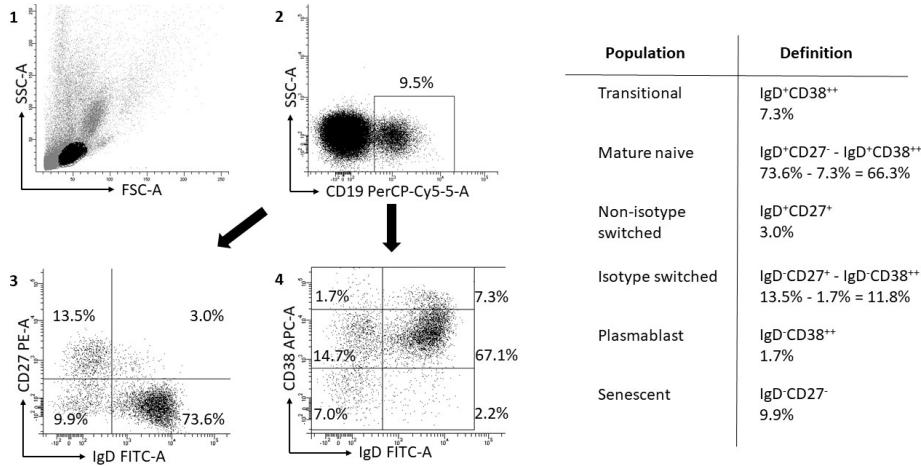 1
SSC-A
FSC-A
2
9.5%
SSC-A
CD19 PerCP-Cy5-5-A
3
13.5%
3.0%
9.9%
73.6%
CD27 PE-A
IgD FITC-A
4
1.7%
7.3%
14.7%
67.1%
7.0%
2.2%
CD38 APC-A
IgD FITC-A
Population Definition
Transitional IgD⁺CD38⁺⁺
7.3%
Mature naive IgD⁺CD27⁻ - IgD⁺CD38⁺⁺
73.6% - 7.3% = 66.3%
Non-isotype IgD⁺CD27⁺
switched 3.0%
Isotype switched IgD⁻CD27⁺ - IgD⁻CD38⁺⁺
13.5% - 1.7% = 11.8%
Plasmablast IgD⁻CD38⁺⁺
1.7%
Senescent IgD⁻CD27⁻
9.9%